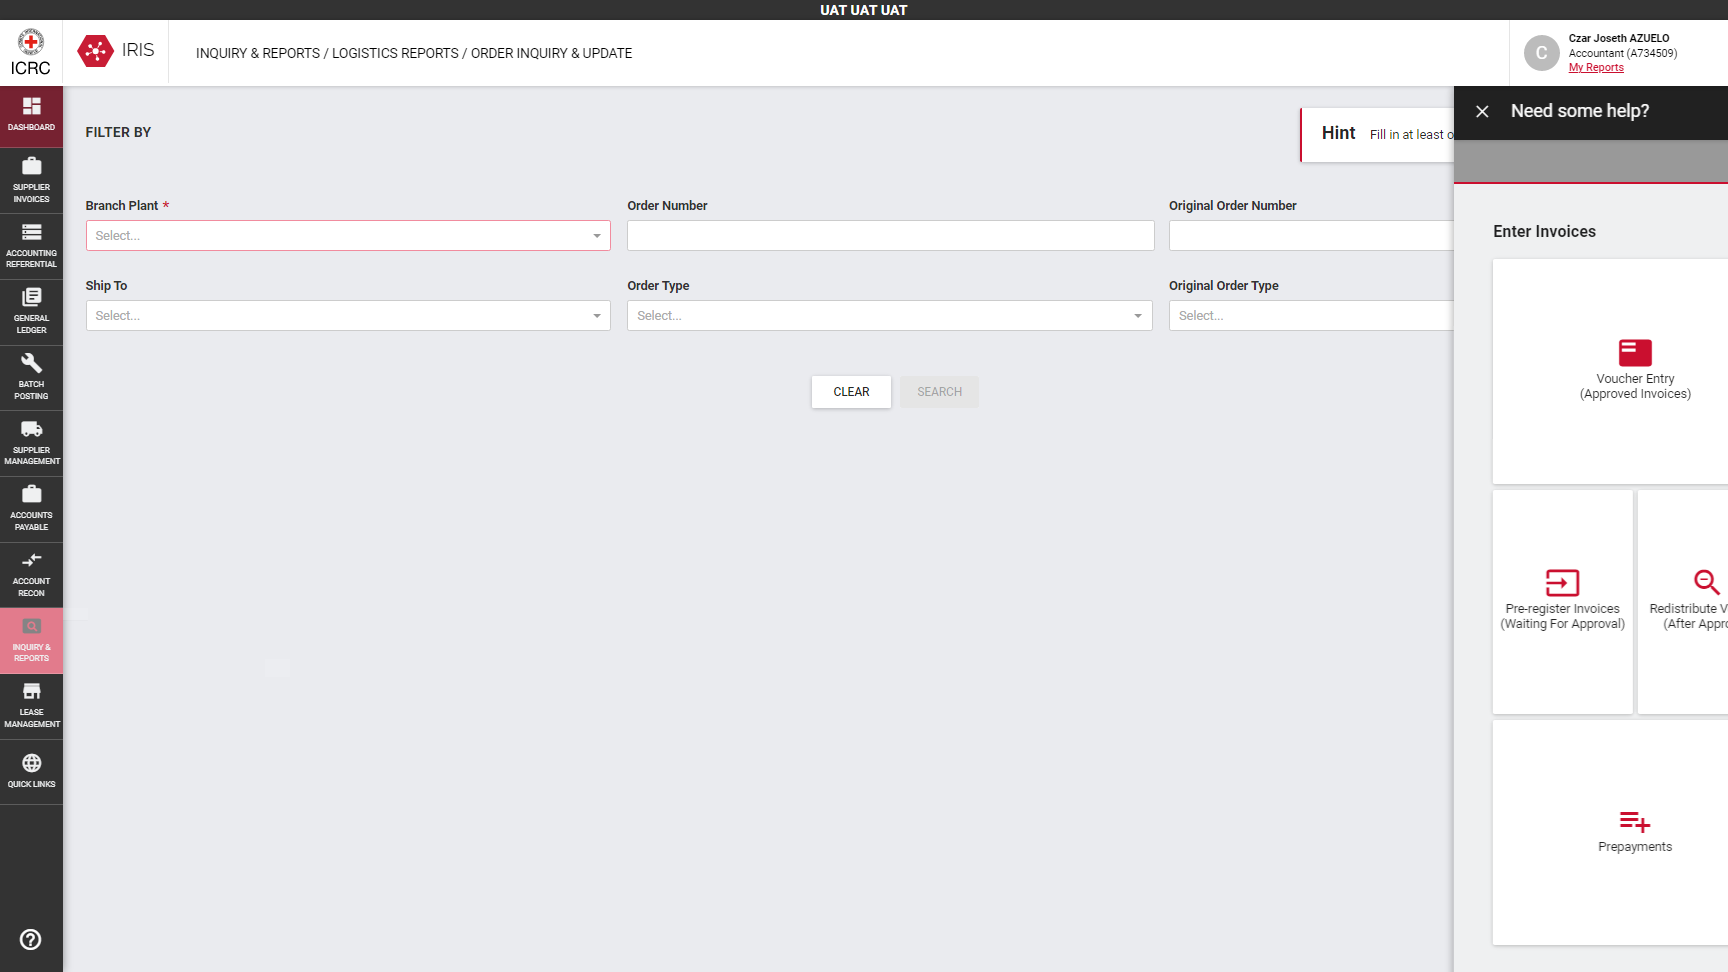 UAT UAT UAT
ICRC
IRIS
INQUIRY & REPORTS / LOGISTICS REPORTS / ORDER INQUIRY & UPDATE
C
Czar Joseth AZUELO
Accountant (A734509)
My Reports
DASHBOARD
SUPPLIER
INVOICES
ACCOUNTING
REFERENTIAL
GENERAL
LEDGER
BATCH
POSTING
SUPPLIER
MANAGEMENT
ACCOUNTS
PAYABLE
ACCOUNT
RECON
INQUIRY &
REPORTS
LEASE
MANAGEMENT
QUICK LINKS
FILTER BY
Hint Fill in at least o
Branch Plant *
Select...
Order Number
Original Order Number
Ship To
Select...
Order Type
Select...
Original Order Type
Select...
CLEAR
SEARCH
Need some help?
Enter Invoices
Voucher Entry
(Approved Invoices)
Pre-register Invoices
(Waiting For Approval)
Redistribute V
(After Appro
Prepayments